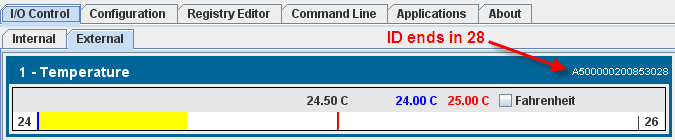 I/O Control Configuration Registry Editor Command Line Applications About
Internal External
ID ends in 28
1 - Temperature A500000200853028
24.50 C 24.00 C 25.00 C Fahrenheit
24 26